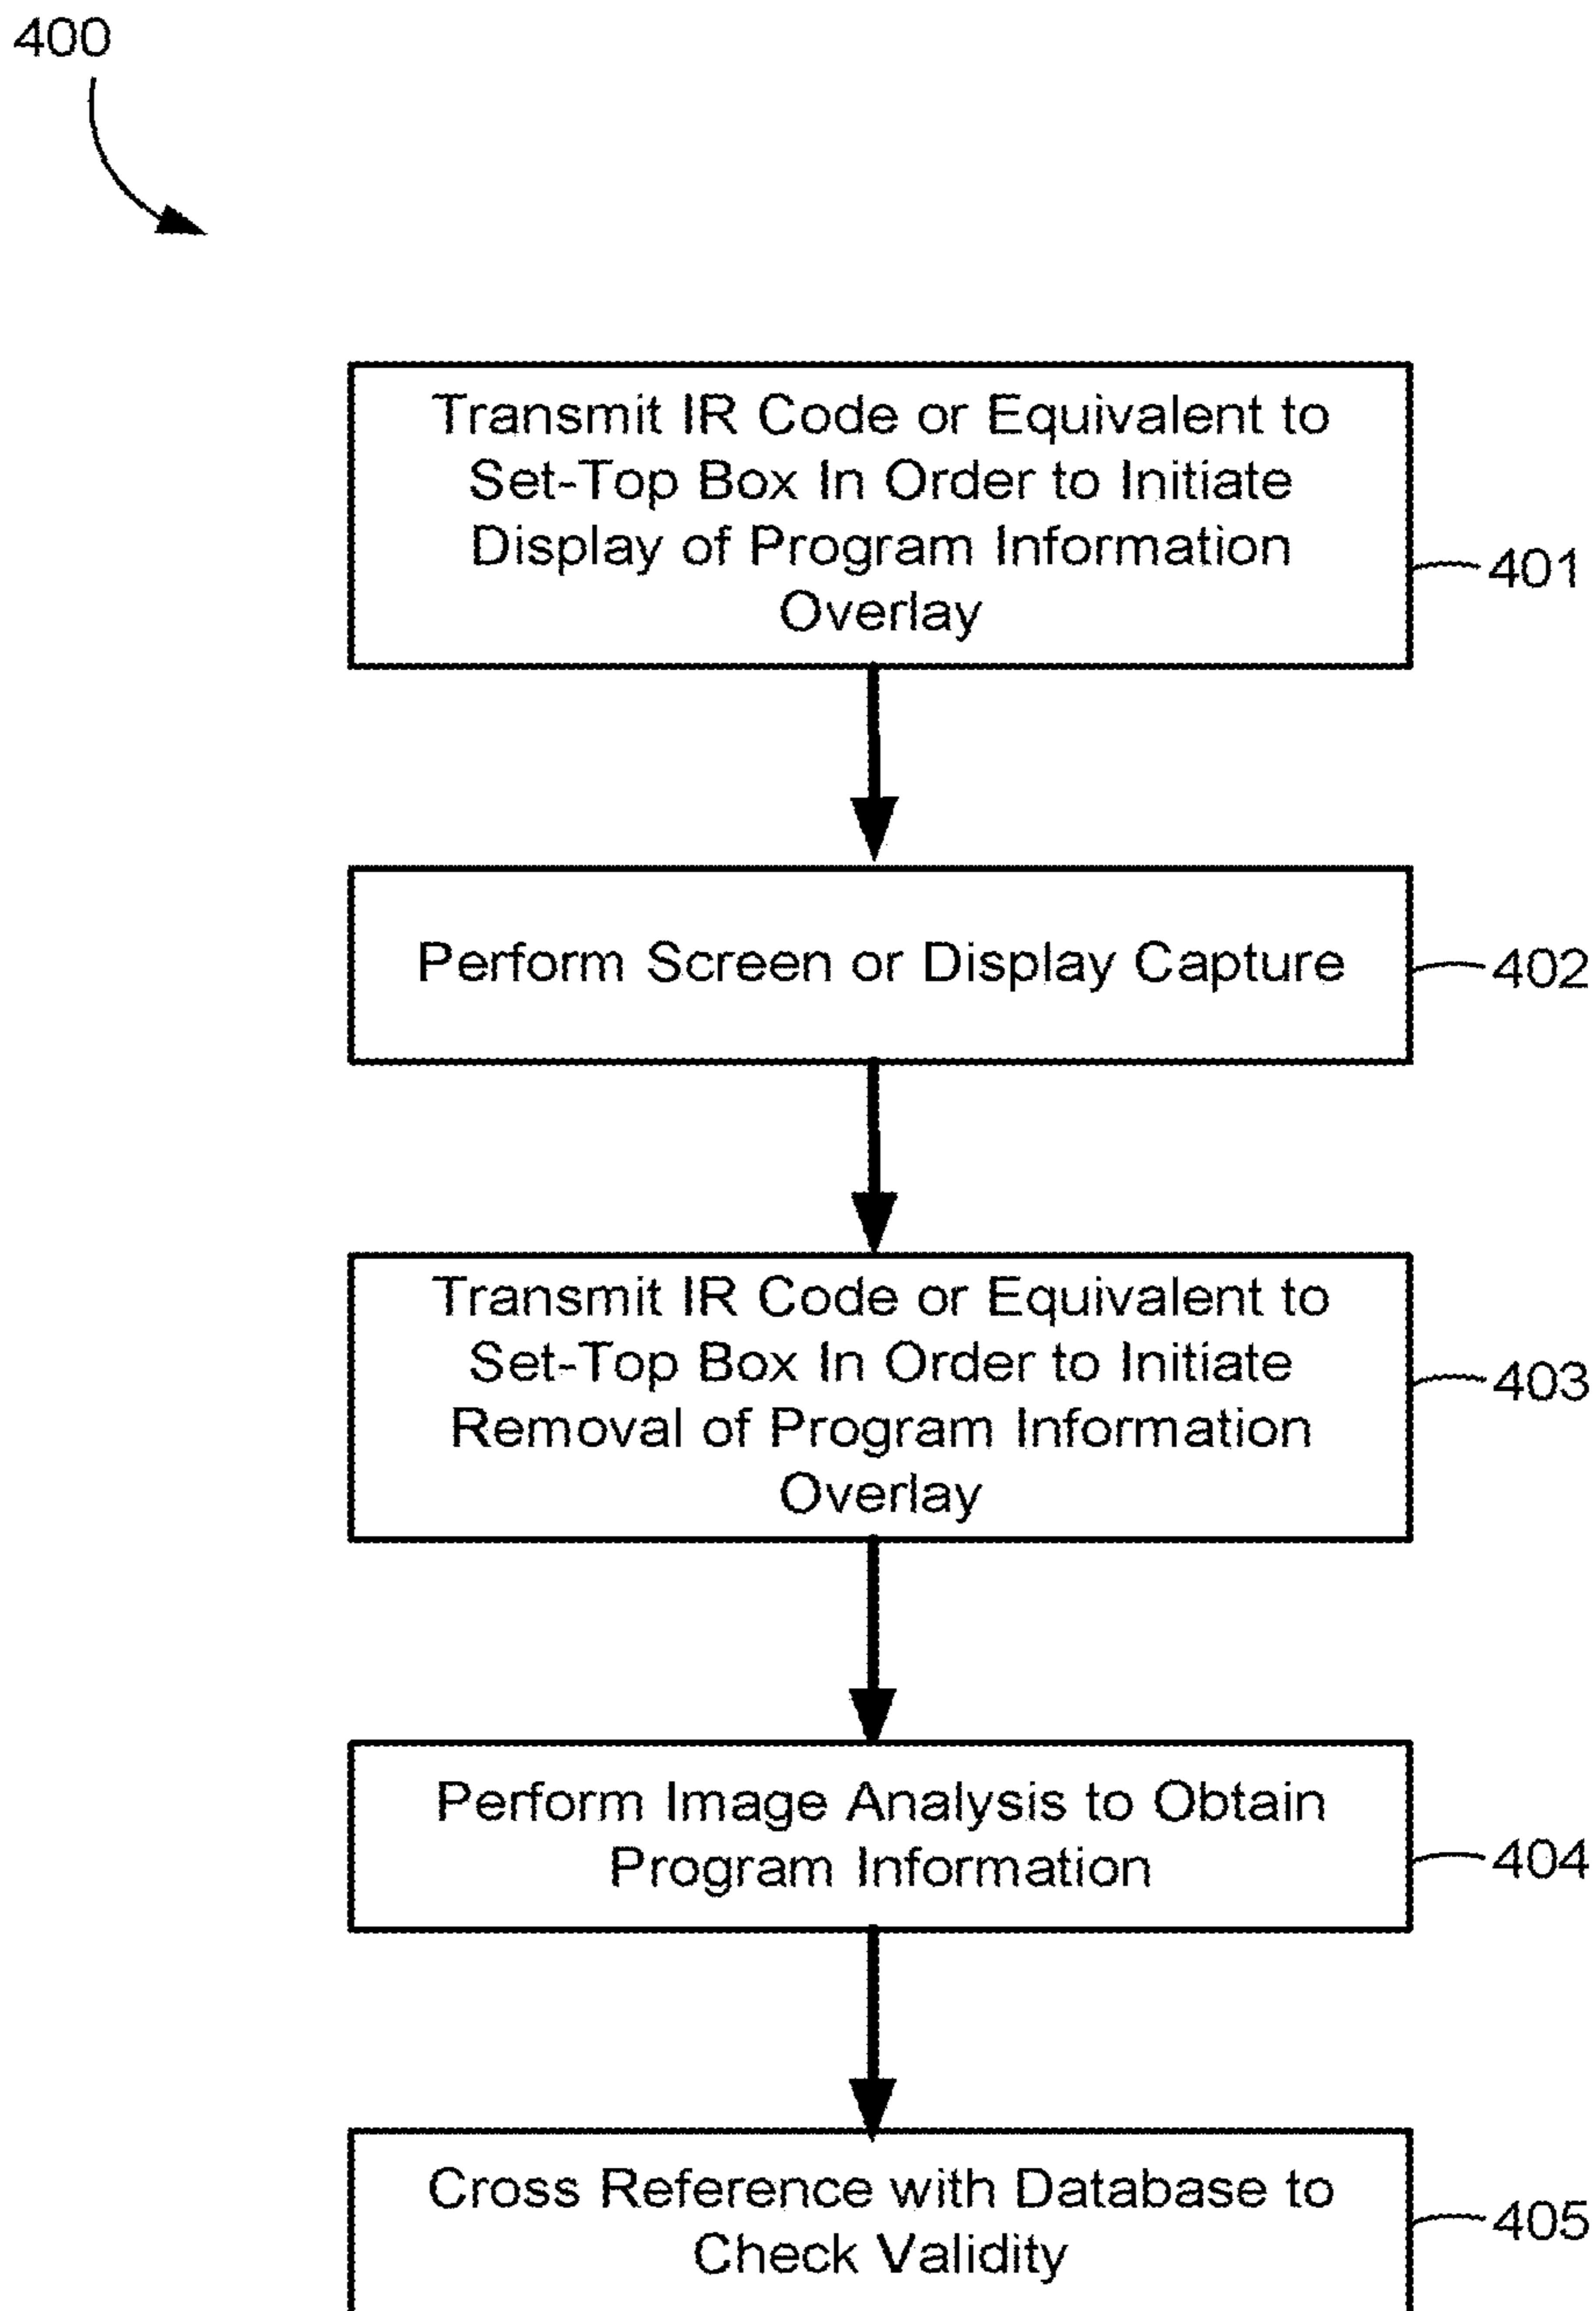 400
Transmit IR Code or Equivalent to
Set-Top Box In Order to Initiate
Display of Program Information
Overlay
401
Perform Screen or Display Capture
402
Transmit IR Code or Equivalent to
Set-Top Box In Order to Initiate
Removal of Program Information
Overlay
403
Perform Image Analysis to Obtain
Program Information
404
Cross Reference with Database to
Check Validity
405